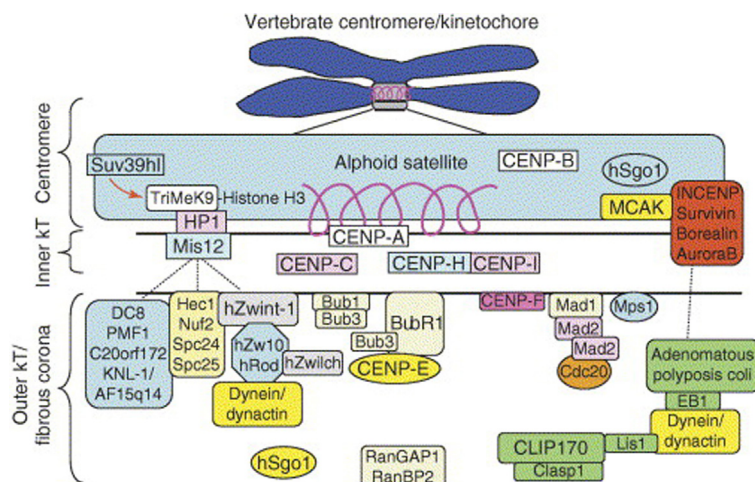 Vertebrate centromere/kinetochore
Centromere
Suv39hI
Alphoid satellite
CENP-B
hSgo1
TriMeK9
-Histone H3
MCAK
INCENP
Survivin
Borealin
AuroraB
HP1
Inner kT
Mis12
CENP-A
CENP-C
CENP-H
CENP-I
Outer kT/
fibrous corona
DC8
PMF1
C20orf172
KNL-1/
AF15q14
Hec1
Nuf2
Spc24
Spc25
hZwint-1
hZw10
hRod
hZwilch
Dynein/
dynactin
Bub1
Bub3
BubR1
Bub3
CENP-E
CENP-F
Mad1
Mad2
Mad2
Cdc20
Mps1
Adenomatous
polyposis coli
EB1
Dynein/
dynactin
Lis1
CLIP170
Clasp1
hSgo1
RanGAP1
RanBP2